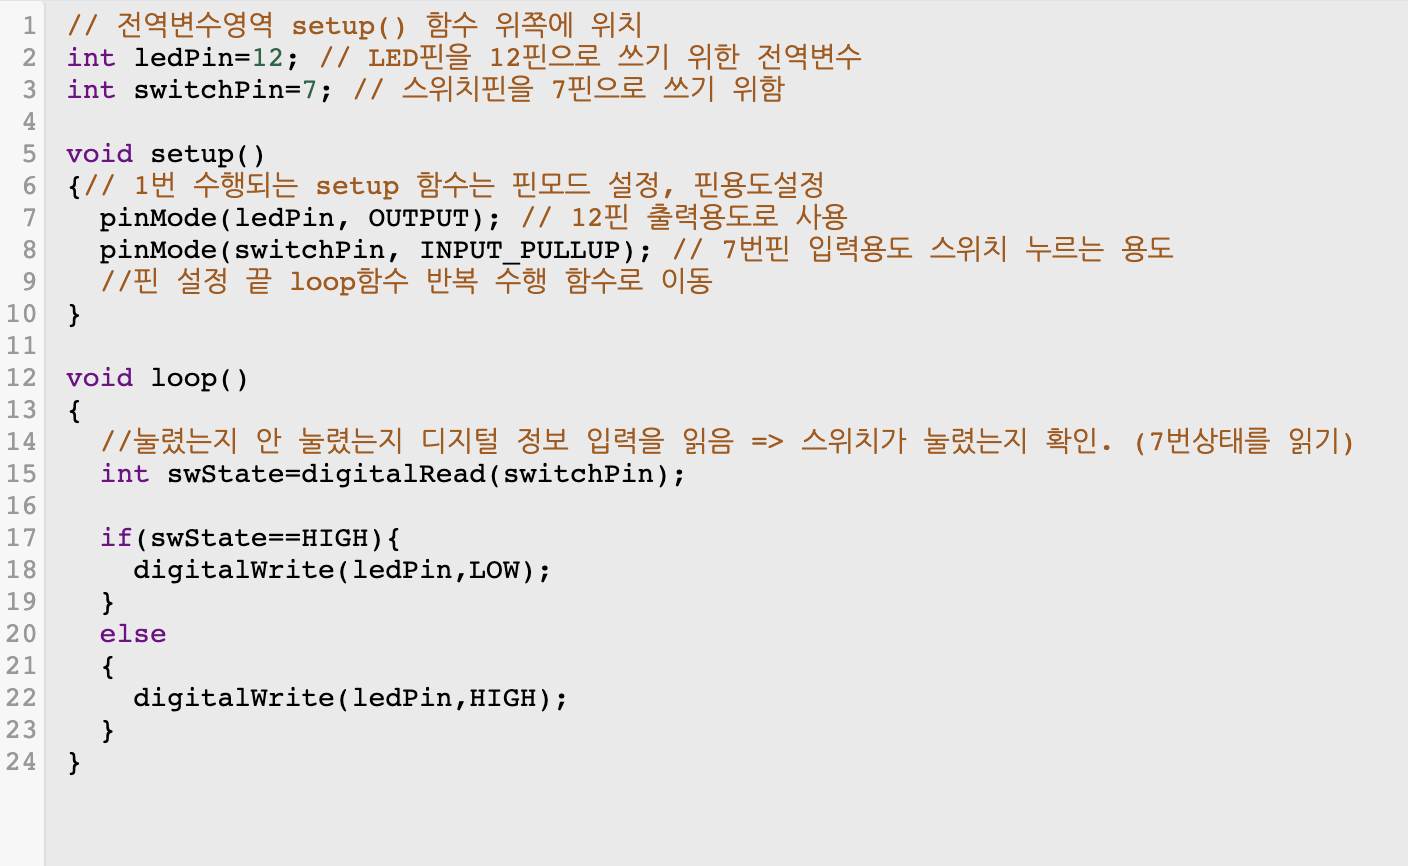 1 // 전역변수영역 setup() 함수 위쪽에 위치
2 int ledPin=12; // LED핀을 12핀으로 쓰기 위한 전역변수
3 int switchPin=7; // 스위치핀을 7핀으로 쓰기 위함
4
5 void setup()
6 {// 1번 수행되는 setup 함수는 핀모드 설정, 핀용도설정
7   pinMode(ledPin, OUTPUT); // 12핀 출력용도로 사용
8   pinMode(switchPin, INPUT_PULLUP); // 7번핀 입력용도 스위치 누르는 용도
9   //핀 설정 끝 loop함수 반복 수행 함수로 이동
10 }
11
12 void loop()
13 {
14   //눌렸는지 안 눌렸는지 디지털 정보 입력을 읽음 => 스위치가 눌렸는지 확인. (7번상태를 읽기)
15   int swState=digitalRead(switchPin);
16
17   if(swState==HIGH){
18     digitalWrite(ledPin,LOW);
19   }
20   else
21   {
22     digitalWrite(ledPin,HIGH);
23   }
24 }